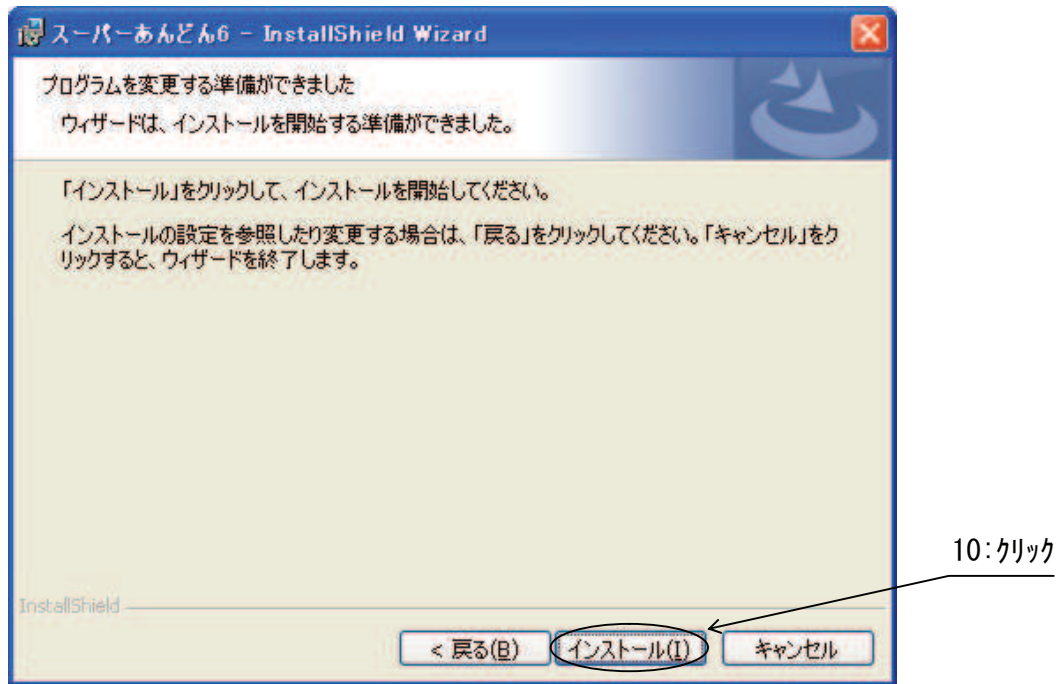 スーパーあんどん6 - InstallShield Wizard
プログラムを変更する準備ができました
ウィザードは、インストールを開始する準備ができました。
「インストール」をクリックして、インストールを開始してください。
インストールの設定を参照したり変更する場合は、「戻る」をクリックしてください。「キャンセル」をク
リックすると、ウィザードを終了します。
10：ｸﾘｯｸ
InstallShield
< 戻る(B) インストール(I) キャンセル